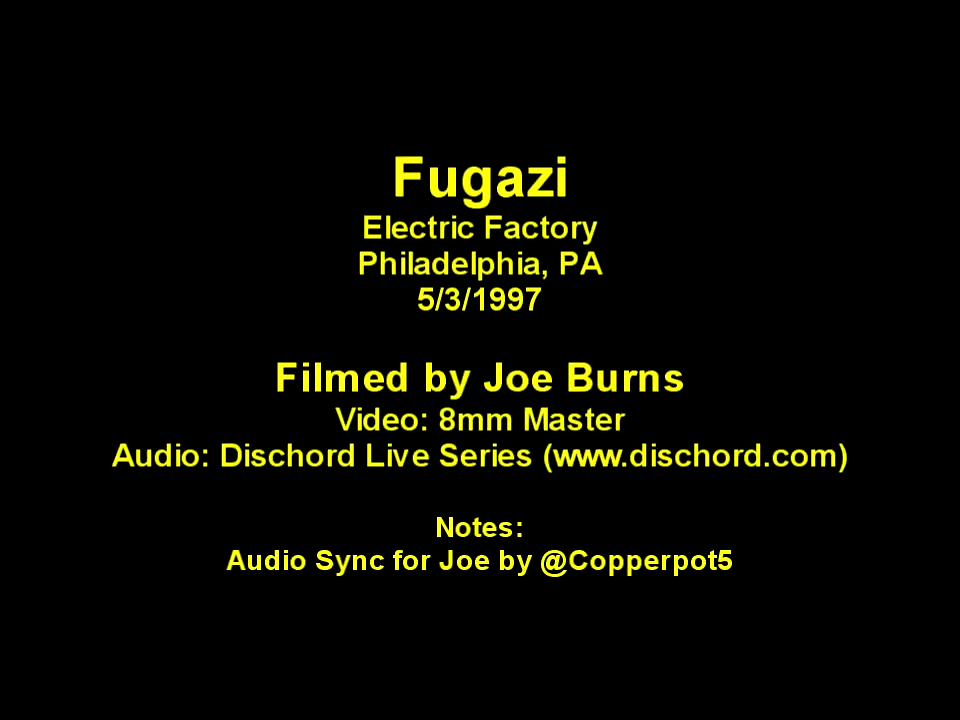 Fugazi
Electric Factory
Philadelphia, PA
5/3/1997
Filmed by Joe Burns
Video: 8mm Master
Audio: Dischord Live Series (www.dischord.com)
Notes:
Audio Sync for Joe by @Copperpot5